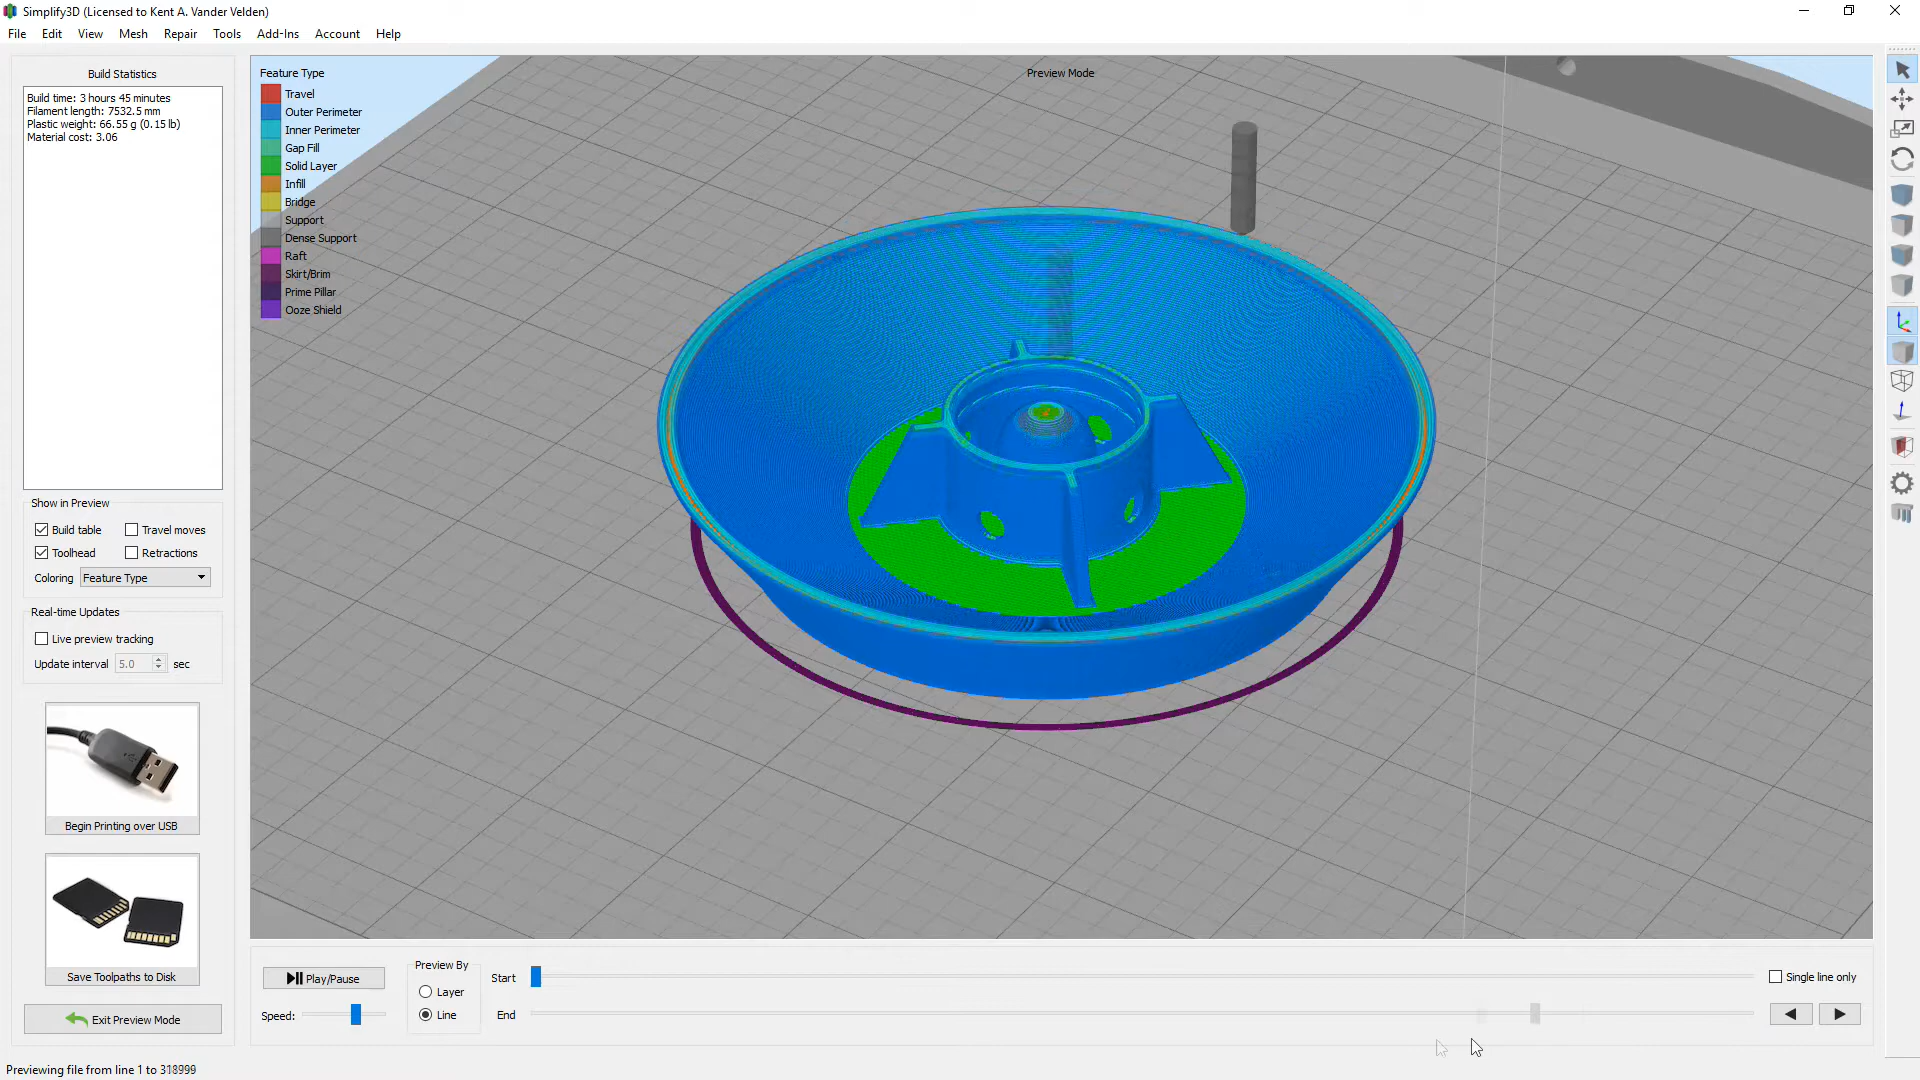 Simplify3D (Licensed to Kent A. Vander Velden)
File Edit View Mesh Repair Tools Add-Ins Account Help
Build Statistics
Build time: 3 hours 45 minutes
Filament length: 7532.5 mm
Plastic weight: 66.55 g (0.15 lb)
Material cost: 3.06
Feature Type
Travel
Outer Perimeter
Inner Perimeter
Gap Fill
Solid Layer
Infill
Bridge
Support
Dense Support
Raft
Skirt/Brim
Prime Pillar
Ooze Shield
Preview Mode
Show in Preview
Build table Travel moves
Toolhead Retractions
Coloring Feature Type
Real-time Updates
Live preview tracking
Update interval 5.0 sec
Begin Printing over USB
Save Toolpaths to Disk
Exit Preview Mode
Play/Pause
Speed:
Preview By
Layer
Line
Start
End
Single line only
Previewing file from line 1 to 318999